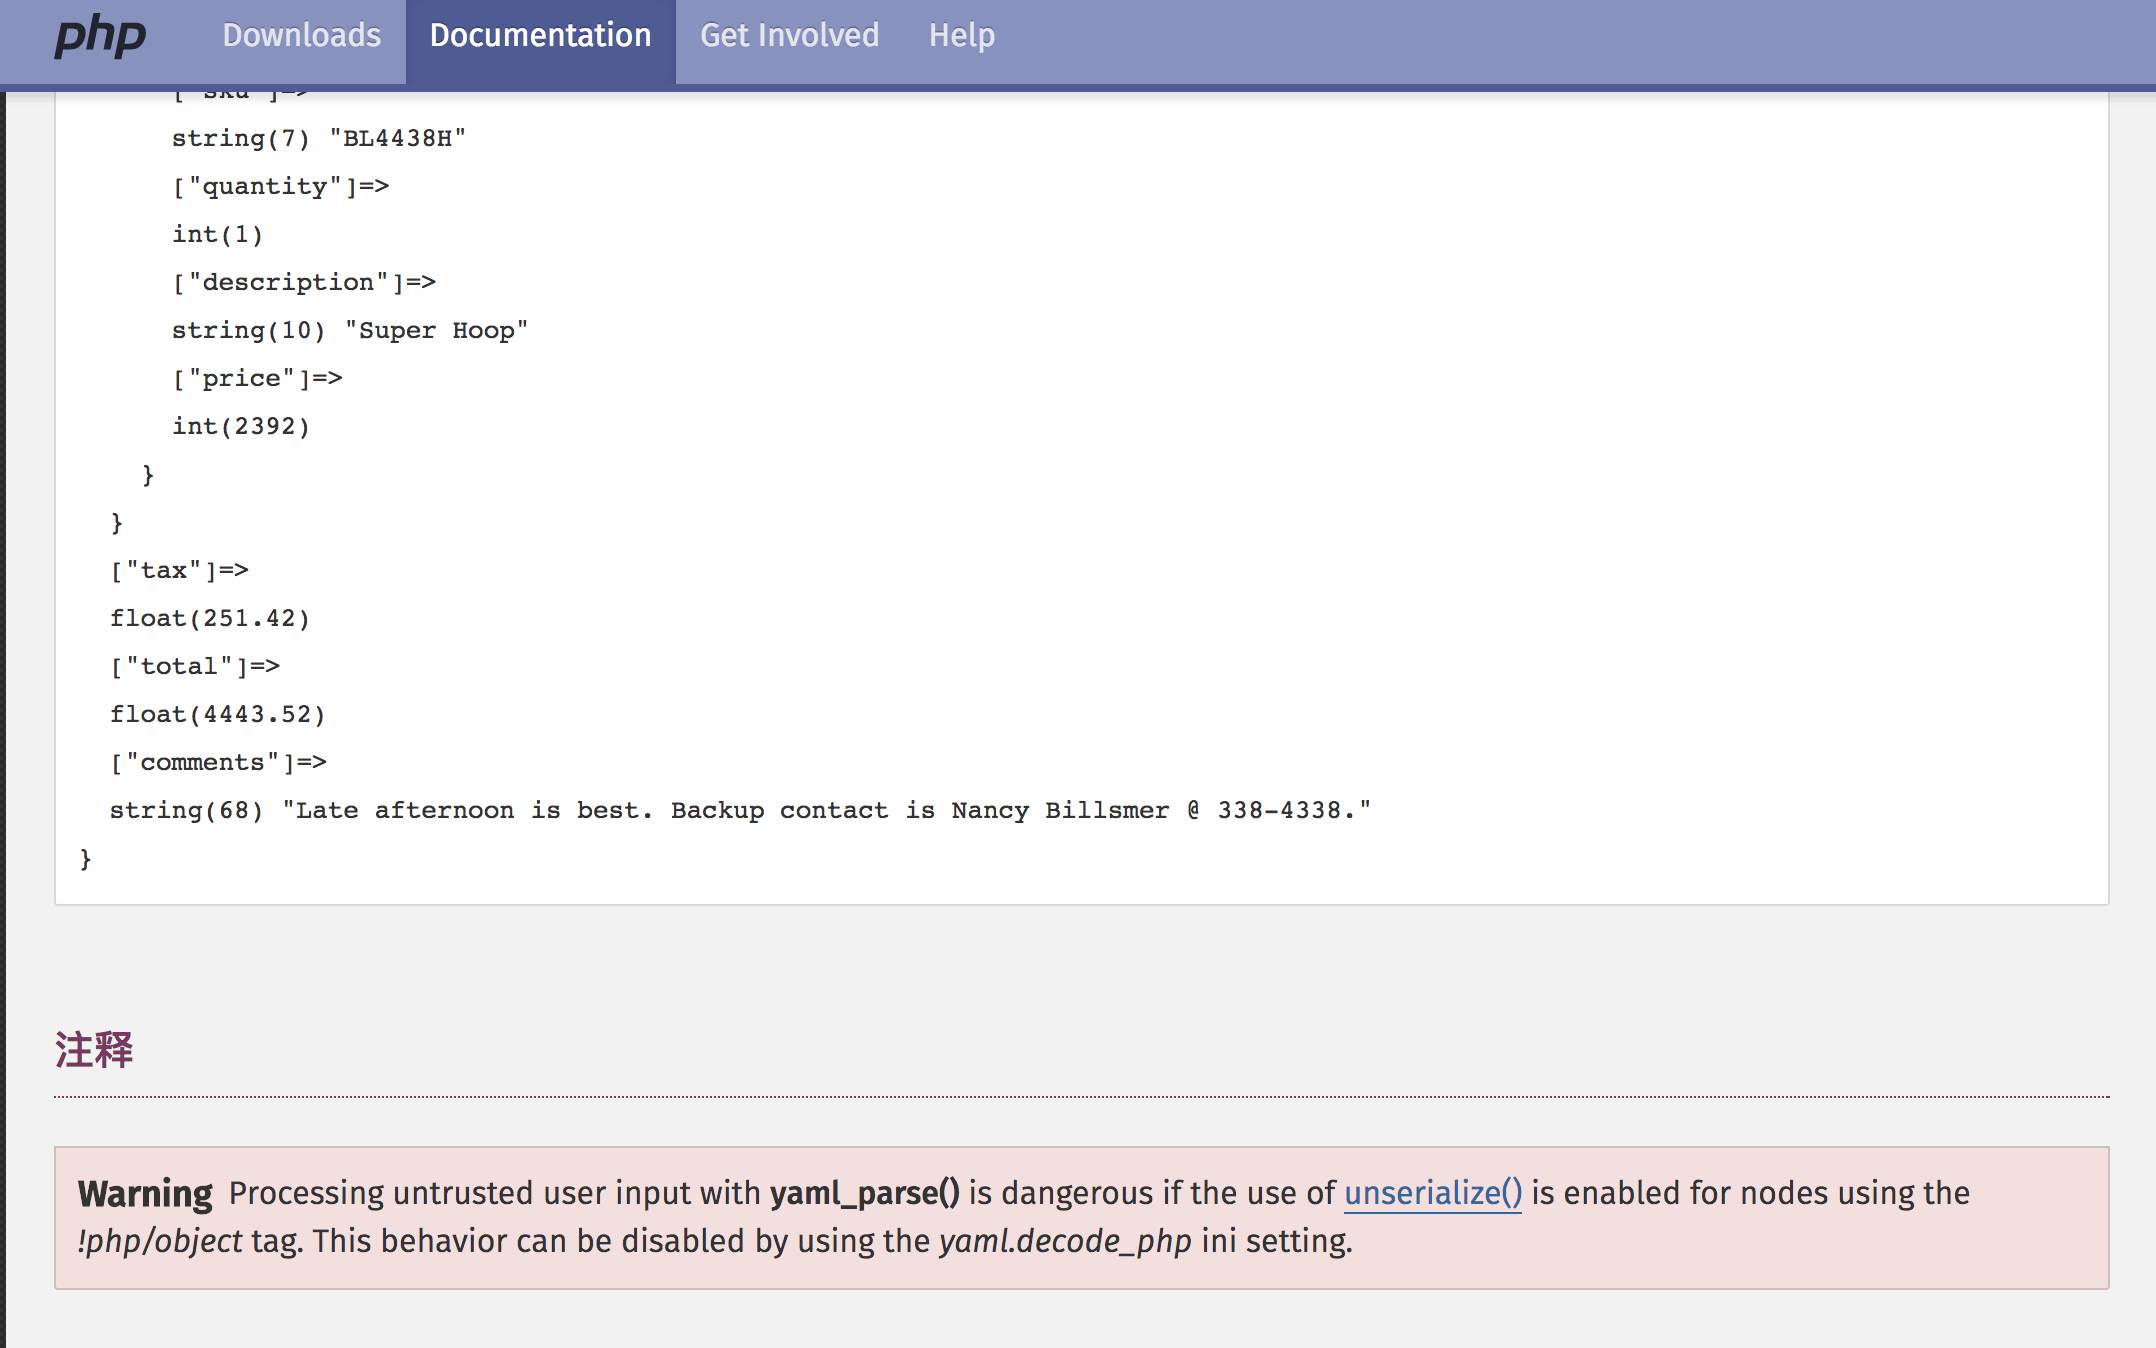 php Downloads Documentation Get Involved Help
["sku"]=>
string(7) "BL4438H"
["quantity"]=>
int(1)
["description"]=>
string(10) "Super Hoop"
["price"]=>
int(2392)
}
}
["tax"]=>
float(251.42)
["total"]=>
float(4443.52)
["comments"]=>
string(68) "Late afternoon is best. Backup contact is Nancy Billsmer @ 338-4338."
}
注释
Warning Processing untrusted user input with yaml_parse() is dangerous if the use of unserialize() is enabled for nodes using the
!php/object tag. This behavior can be disabled by using the yaml.decode_php ini setting.